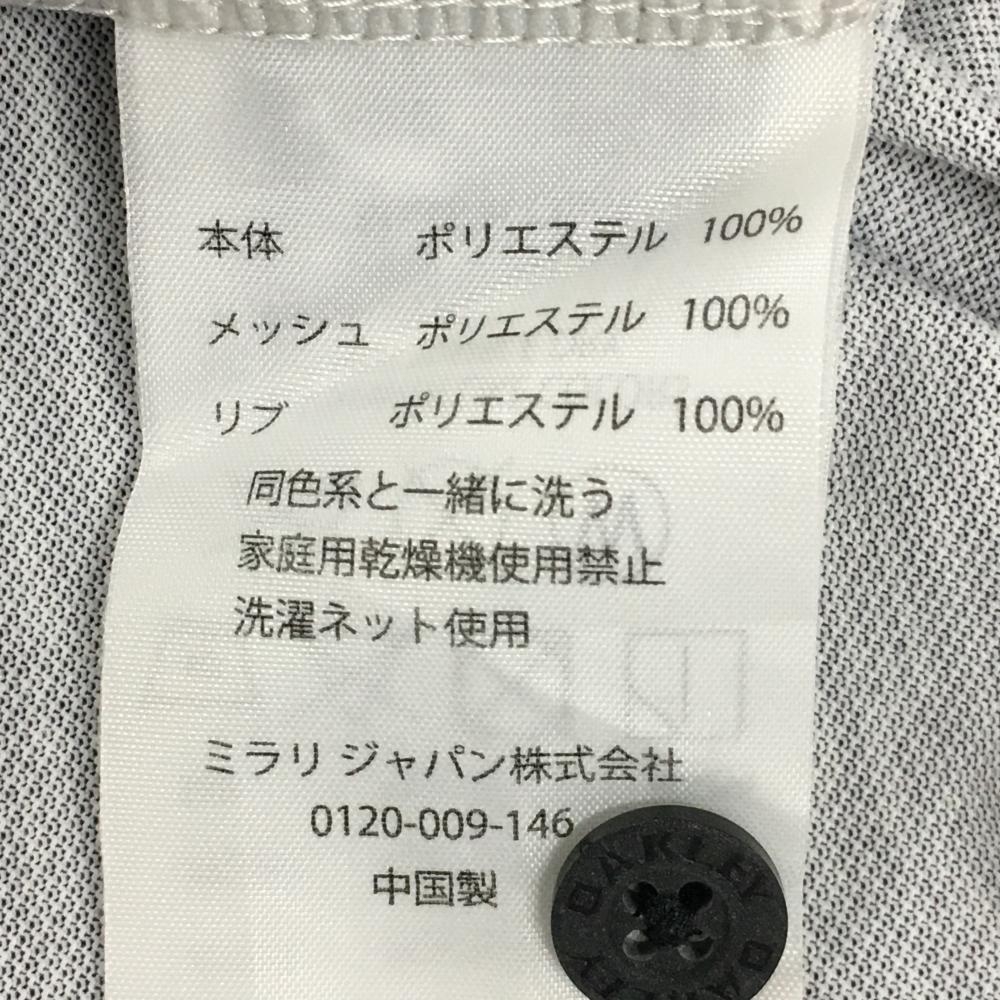 本体 ポリエステル 100%
メッシュ ポリエステル 100%
リブ ポリエステル 100%
同色系と一緒に洗う
家庭用乾燥機使用禁止
洗濯ネット使用
ミラリ ジャパン株式会社
0120-009-146
中国製
OAKLEY OAKLEY